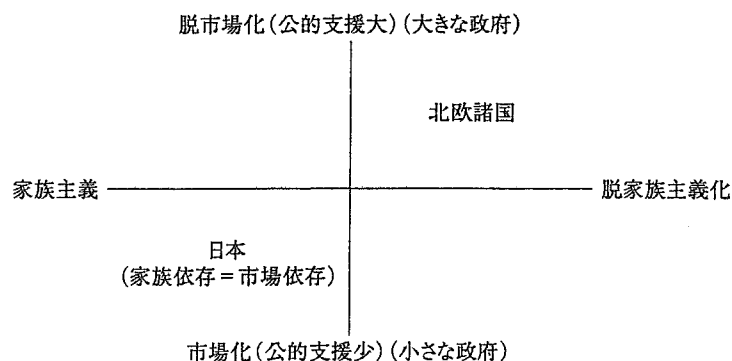 脱市場化(公的支援大)(大きな政府)
北欧諸国
家族主義
脱家族主義化
日本
(家族依存=市場依存)
市場化(公的支援少)(小さな政府)